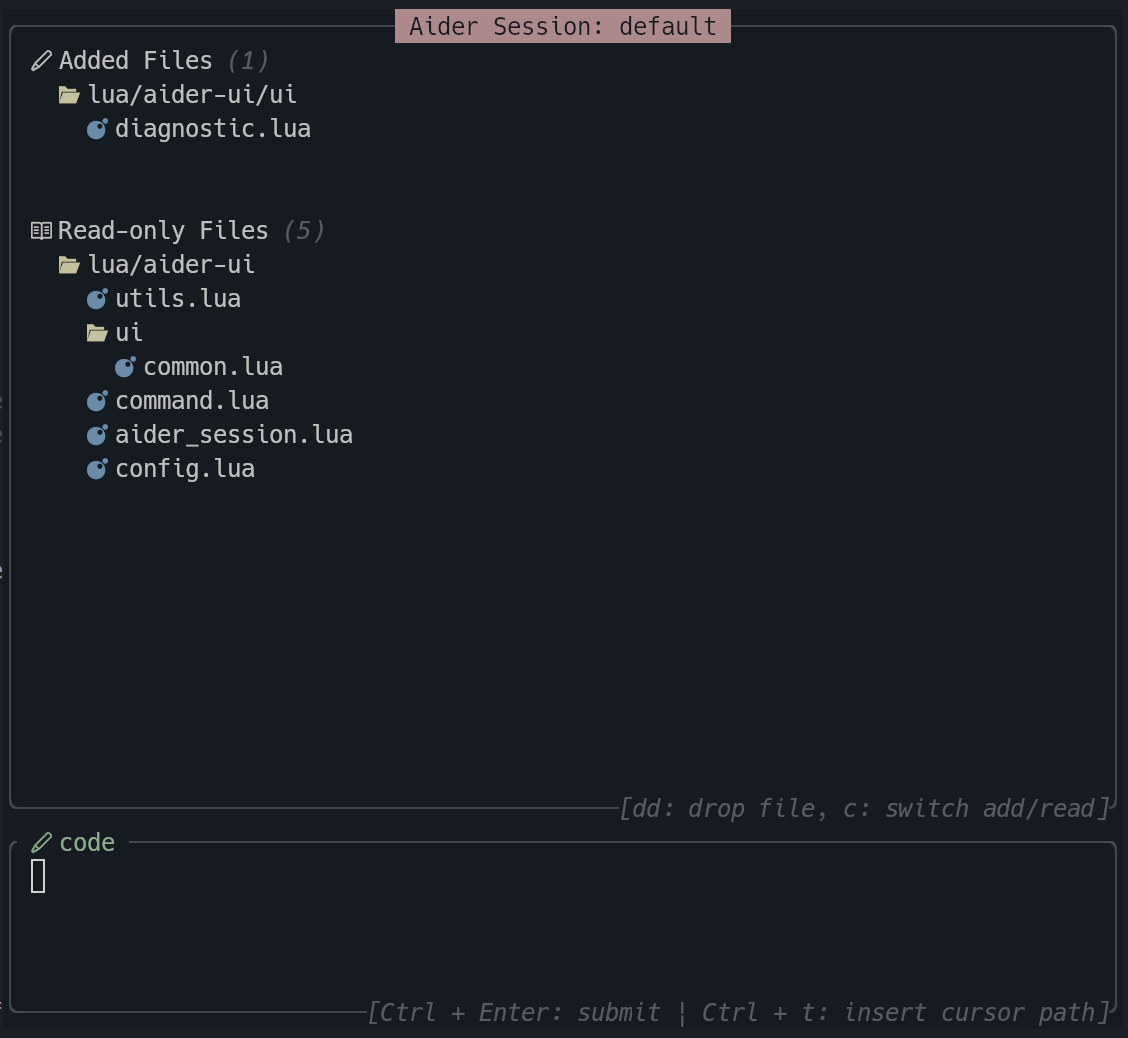 Aider Session: default
Added Files (1)
lua/aider-ui/ui
diagnostic.lua
Read-only Files (5)
lua/aider-ui
utils.lua
ui
common.lua
command.lua
aider_session.lua
config.lua
[dd: drop file, c: switch add/read]
code
[Ctrl + Enter: submit | Ctrl + t: insert cursor path]